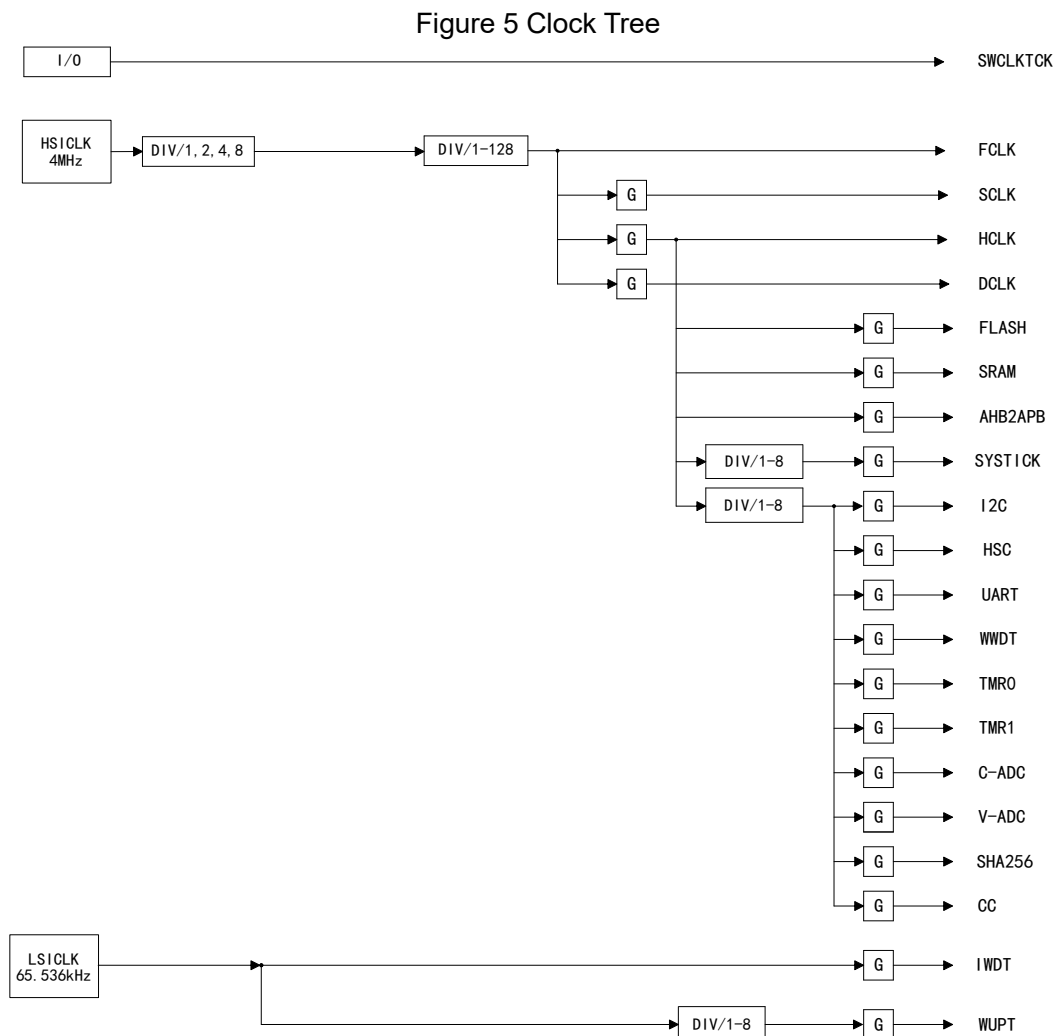 Figure 5 Clock Tree
I/O SWCLKTCK
HSICLK
4MHz
DIV/1,2,4,8 DIV/1-128 FCLK
G SCLK
G HCLK
G DCLK
G FLASH
G SRAM
G AHB2APB
DIV/1-8 G SYSTICK
DIV/1-8 G I2C
G HSC
G UART
G WWDT
G TMR0
G TMR1
G C-ADC
G V-ADC
G SHA256
G CC
LSICLK
65.536kHz
G IWDT
DIV/1-8 G WUPT